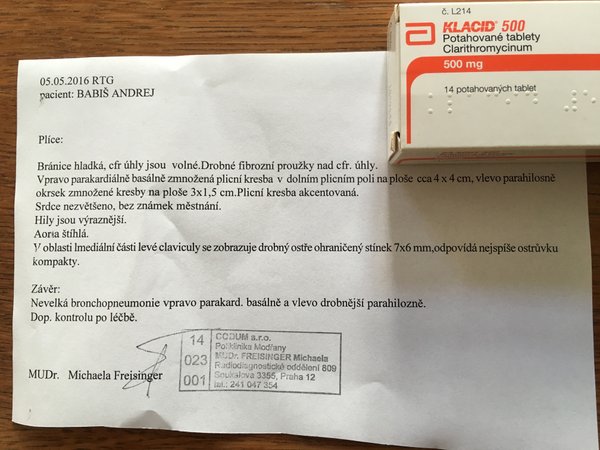 č. L214
KLACID® 500
Potahované tablety
Clarithromycinum
500 mg
14 potahovaných tablet
05.05.2016 RTG
pacient: BABIŠ ANDREJ
Plíce:
Bránice hladká, cfr úhly jsou volné.Drobné fibrozní proužky nad cfr. úhly.
Vpravo parakardiálně basálně zmnožená plicní kresba v dolním plicním poli na ploše cca 4 x 4 cm, vlevo parahilosně
okrsek zmnožené kresby na ploše 3x1,5 cm.Plicní kresba akcentovaná.
Srdce nezvětšeno, bez známek městnání.
Hily jsou výraznější.
Aorta štíhlá.
V oblasti lmediální části levé claviculy se zobrazuje drobný ostře ohraničený stínek 7x6 mm,odpovídá nejspíše ostrůvku
kompakty.
Závěr:
Nevelká bronchopneumonie vpravo parakard. basálně a vlevo drobnější parahilozně.
Dop. kontrolu po léčbě.
MUDr. Michaela Freisinger
14
023
001
CODUM s.r.o.
Poliklinika Modřany
MUDr. FREISINGER Michaela
Radiodiagnostické oddělení 809
Soukalova 3355, Praha 12
tel.: 241 047 354